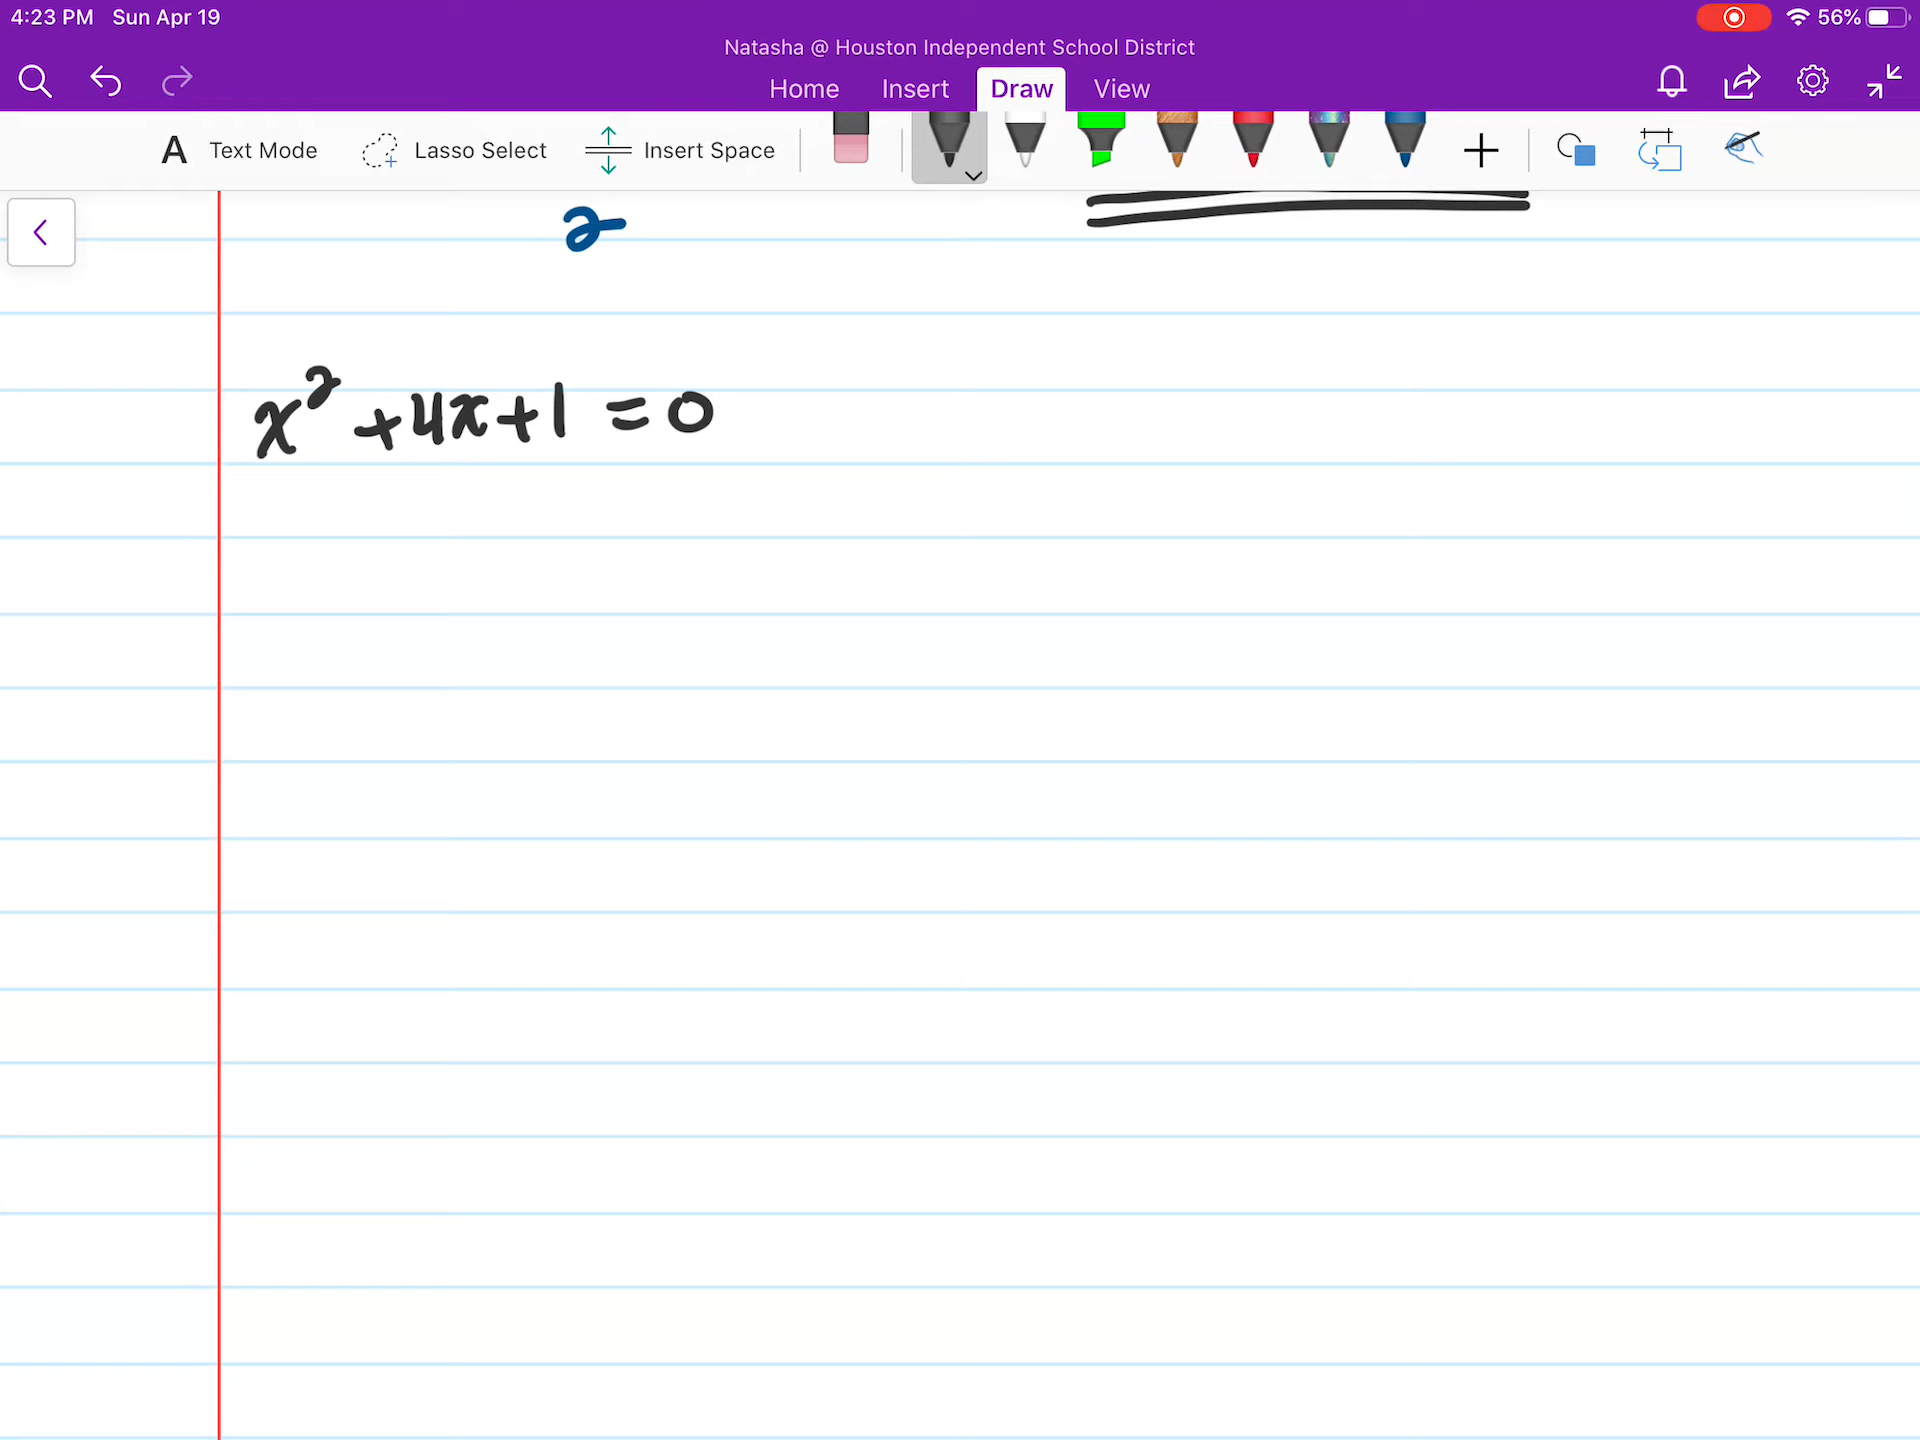 4:23 PM Sun Apr 19 56%
Natasha @ Houston Independent School District
Home Insert Draw View
A Text Mode Lasso Select Insert Space
2
x² + 4x + 1 = 0